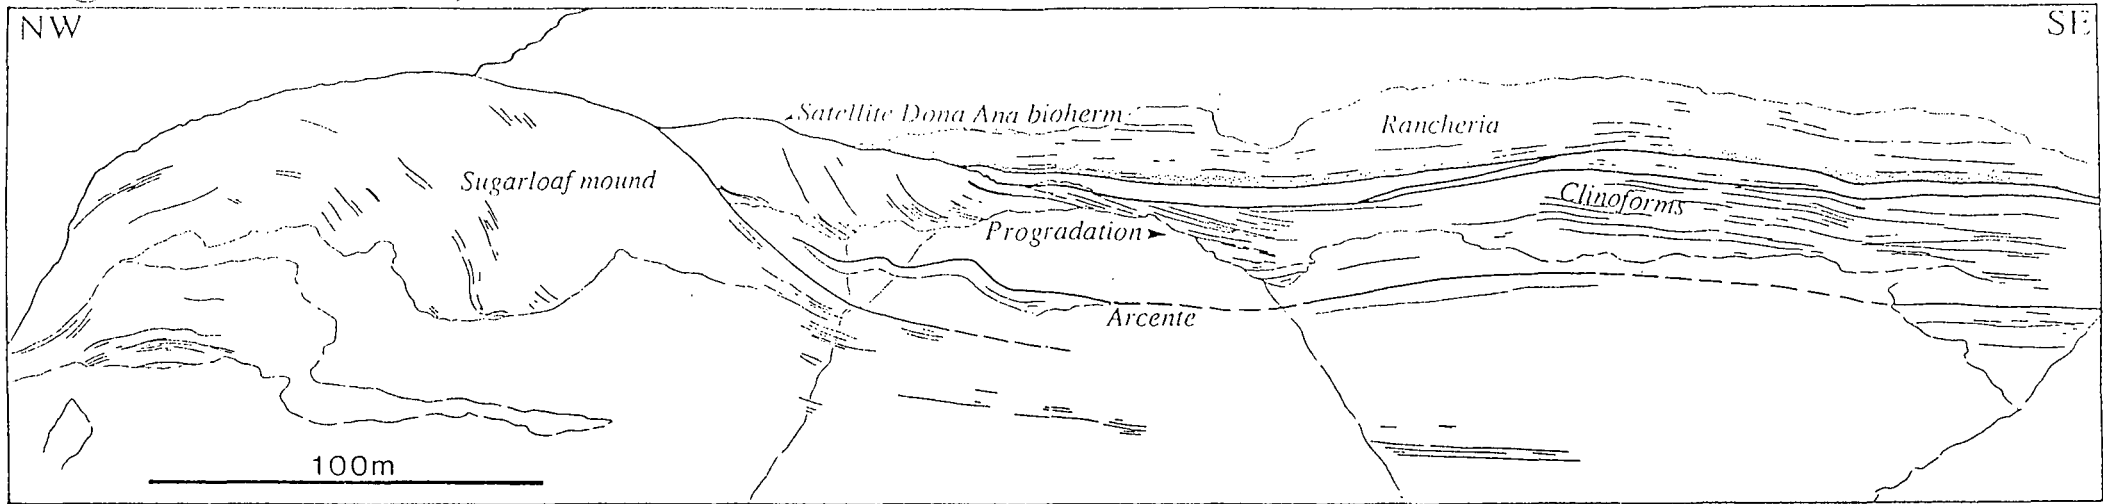 NW
SE
Satellite Dona Ana bioherm
Rancheria
Sugarloaf mound
Clinoforms
Progradation
Arcente
100m